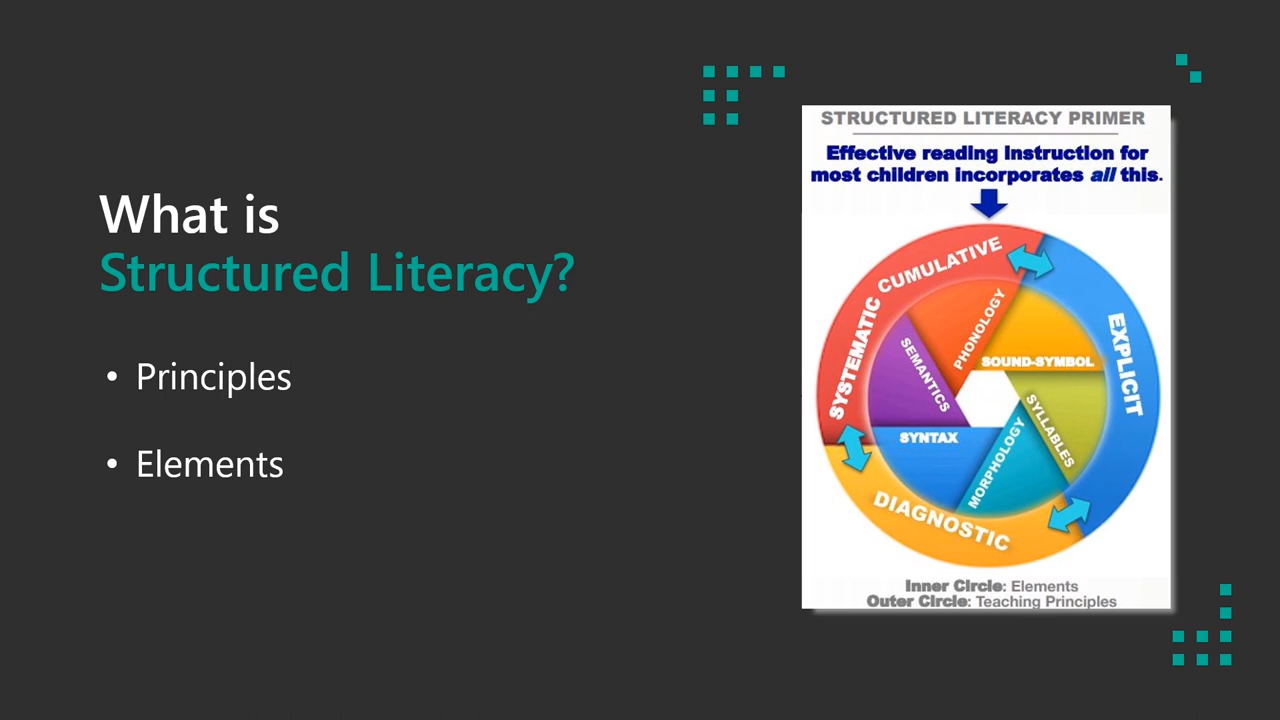 What is
Structured Literacy?
• Principles
• Elements
STRUCTURED LITERACY PRIMER
Effective reading instruction for
most children incorporates all this.
SYSTEMATIC CUMULATIVE
EXPLICIT
DIAGNOSTIC
PHONOLOGY
SOUND-SYMBOL
SYLLABLES
MORPHOLOGY
SYNTAX
SEMANTICS
Inner Circle: Elements
Outer Circle: Teaching Principles